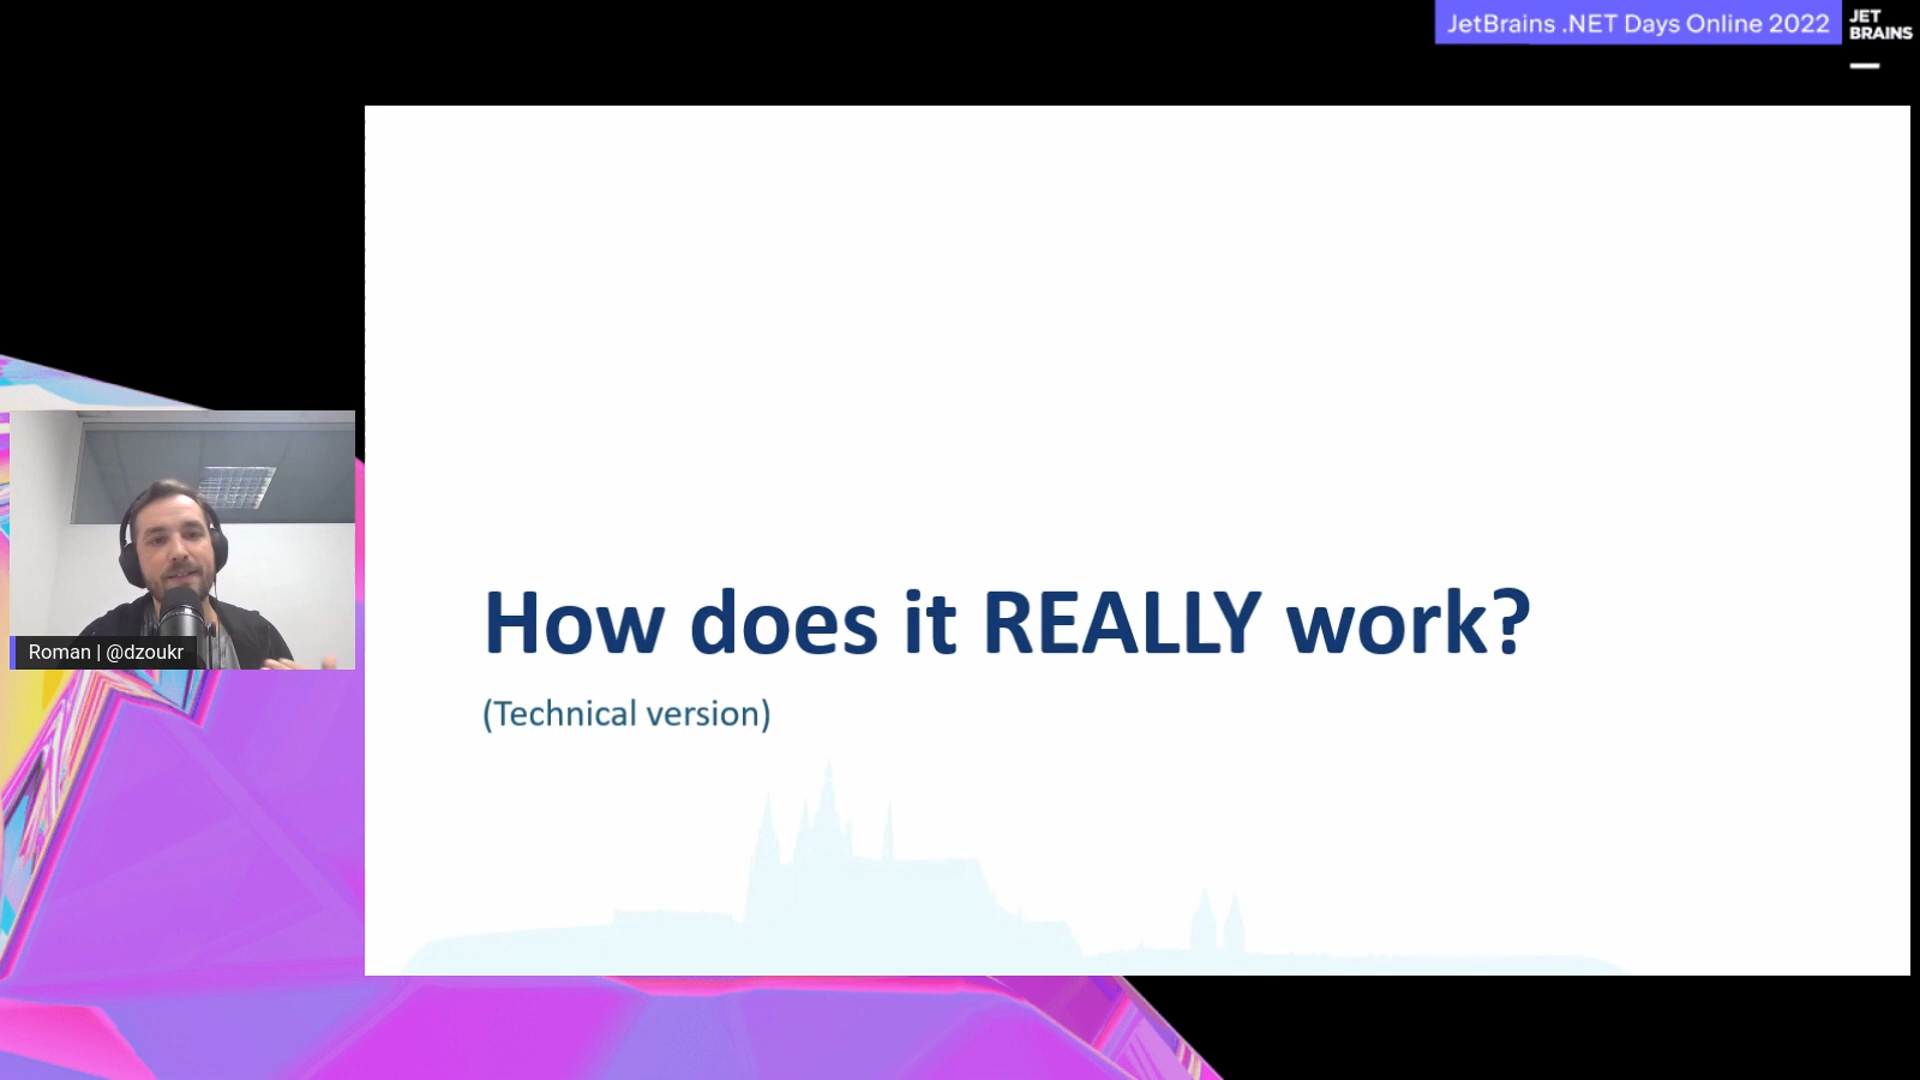 JetBrains .NET Days Online 2022
JET
BRAINS
How does it REALLY work?
(Technical version)
Roman | @dzoukr